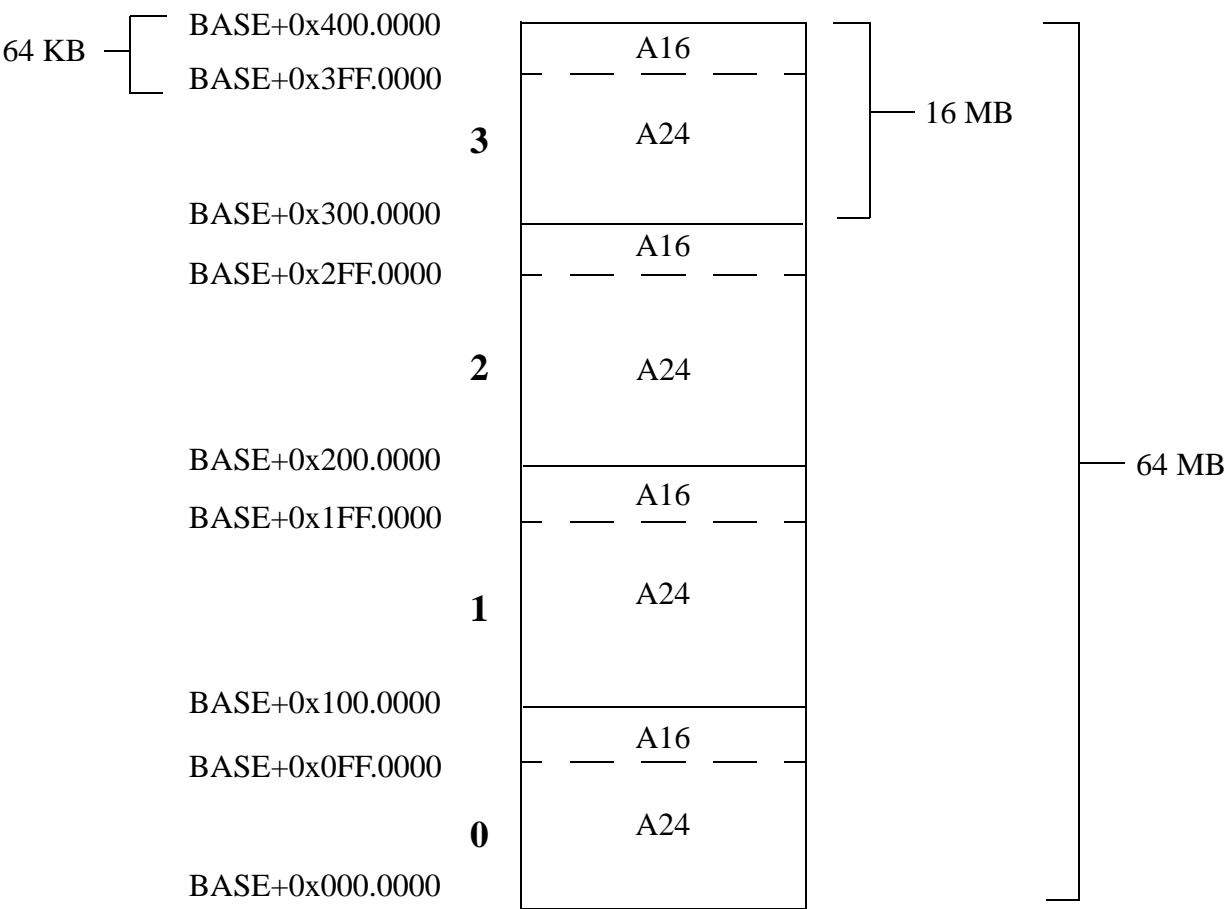 BASE+0x400.0000
A16
64 KB
BASE+0x3FF.0000
16 MB
3
A24
BASE+0x300.0000
A16
BASE+0x2FF.0000
2
A24
BASE+0x200.0000
64 MB
A16
BASE+0x1FF.0000
A24
1
BASE+0x100.0000
A16
BASE+0x0FF.0000
0
A24
BASE+0x000.0000